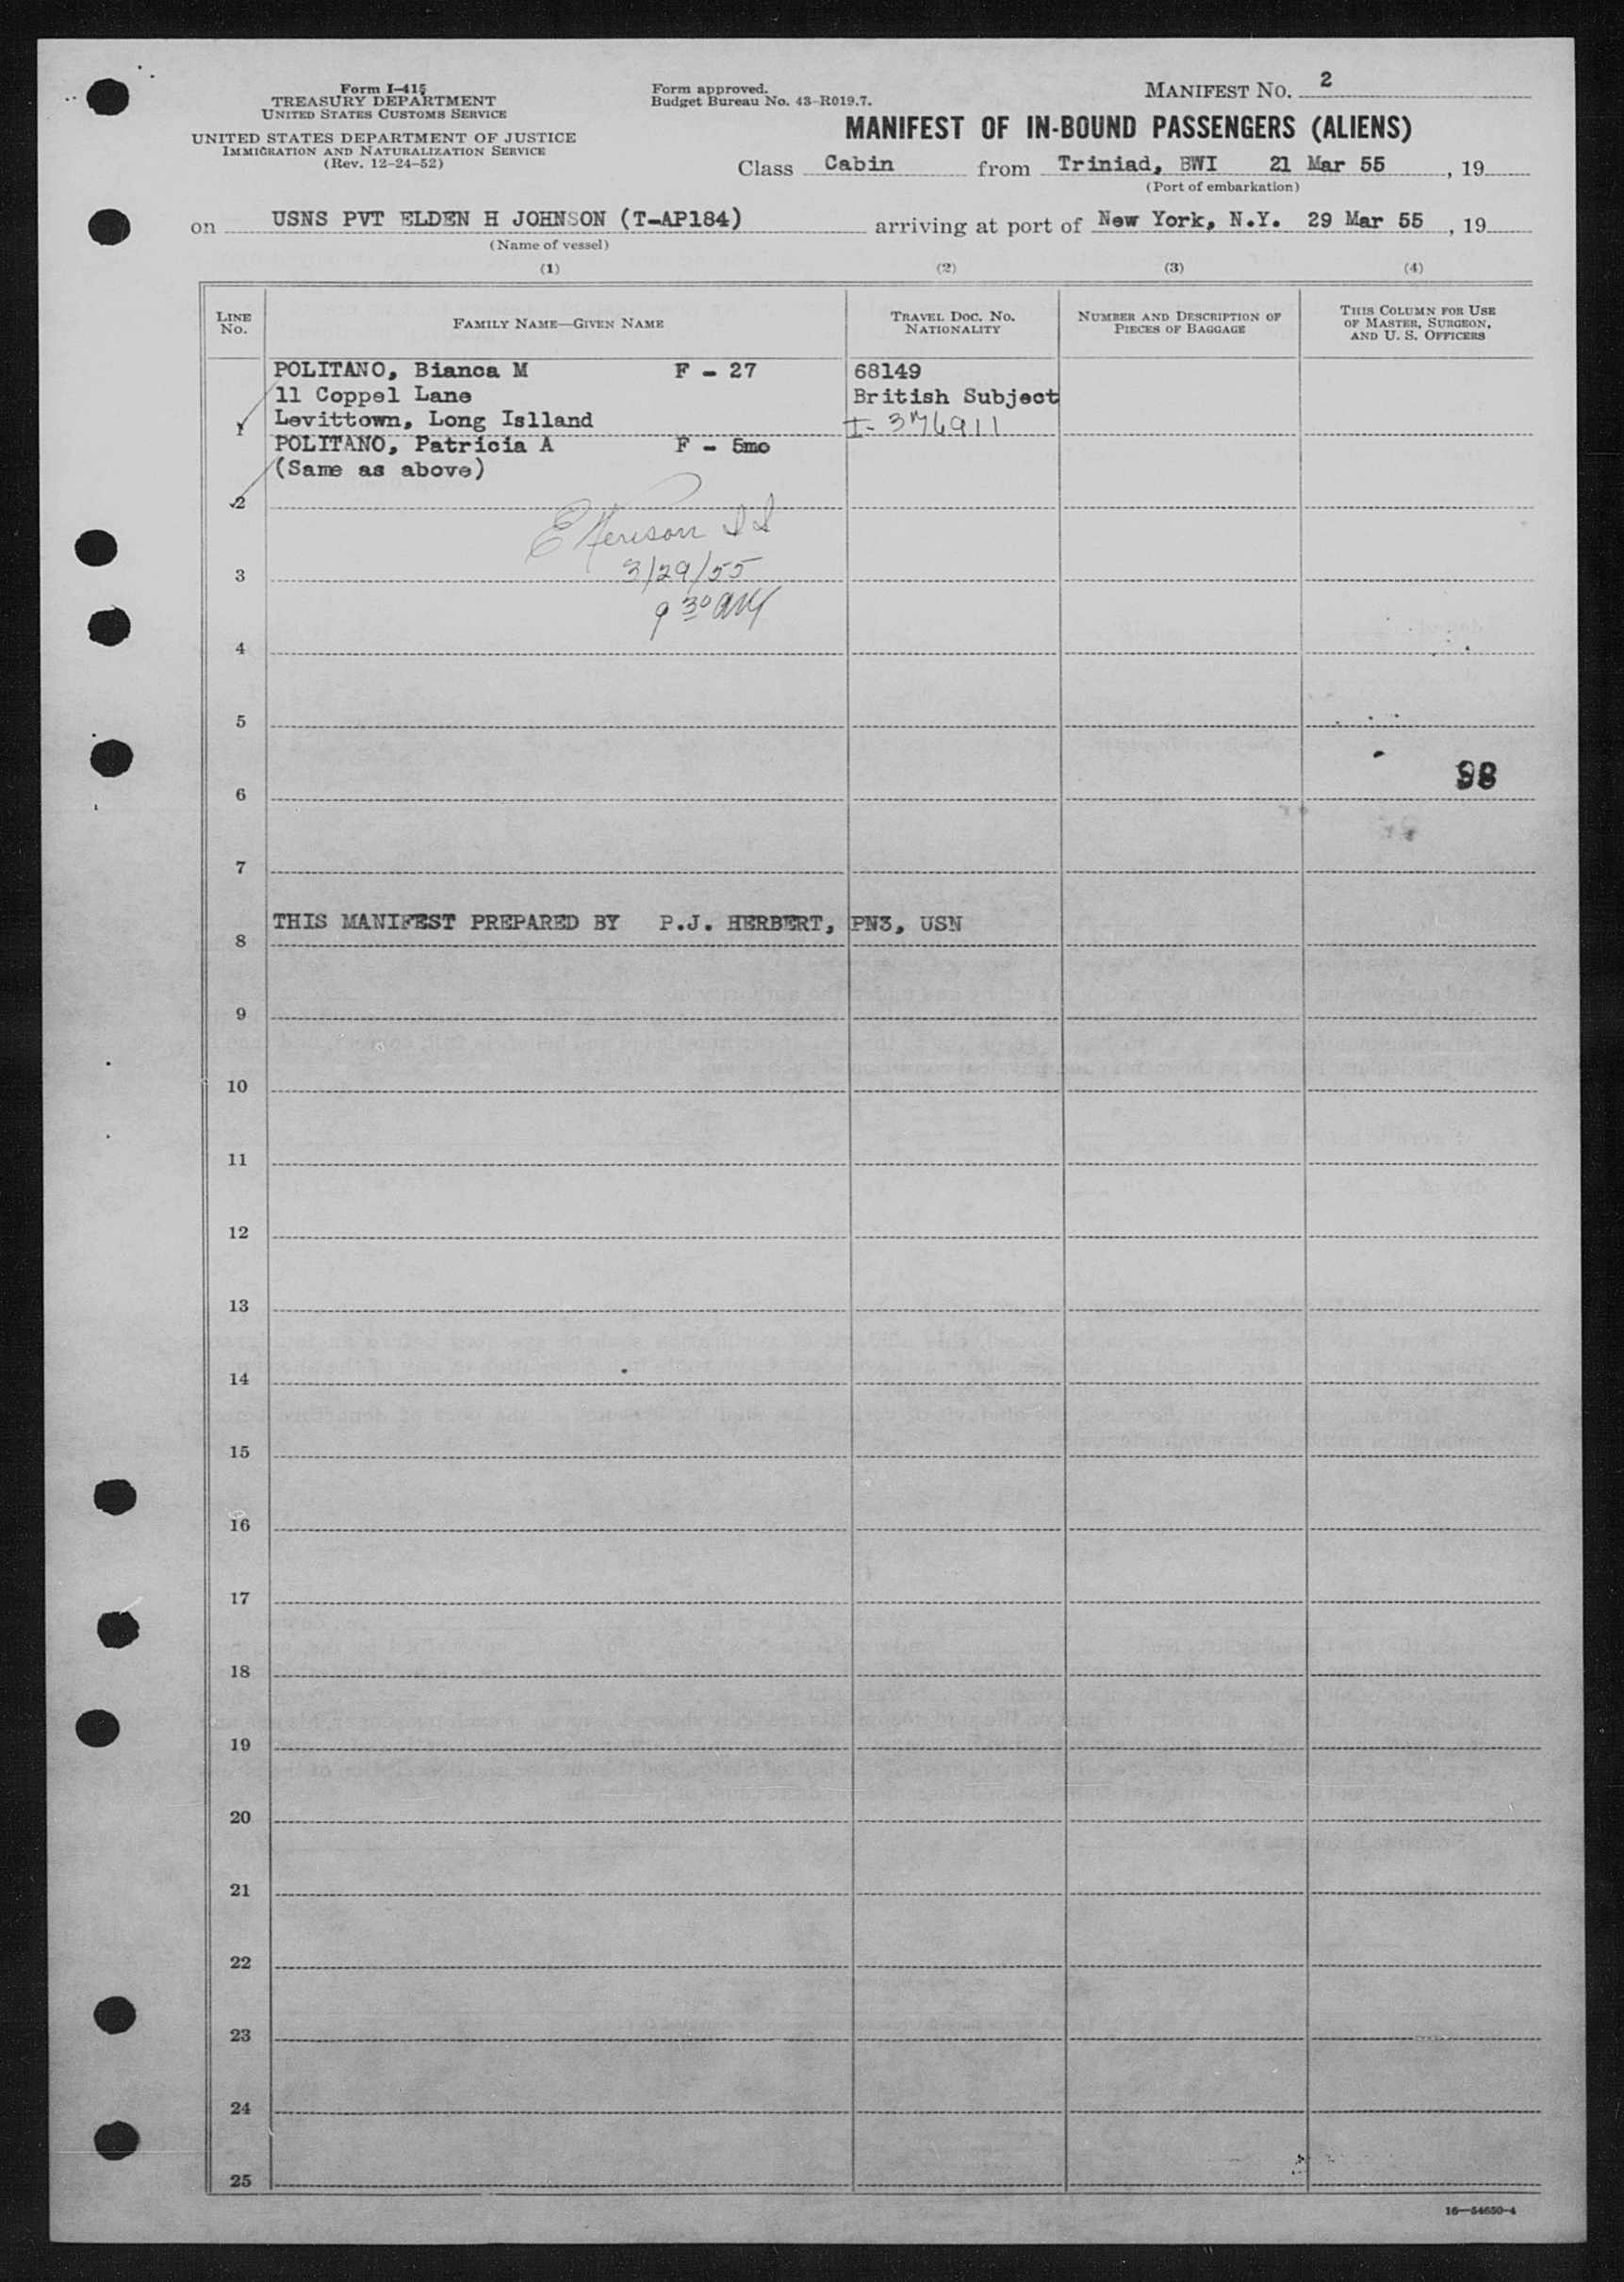 Form I-415
TREASURY DEPARTMENT
UNITED STATES CUSTOMS SERVICE
UNITED STATES DEPARTMENT OF JUSTICE
IMMIGRATION AND NATURALIZATION SERVICE
(Rev. 12-24-52)
Form approved.
Budget Bureau No. 43-R019.7.
MANIFEST NO. 2
MANIFEST OF IN-BOUND PASSENGERS (ALIENS)
Class Cabin from Triniad, BWI 21 Mar 55, 19
(Port of embarkation)
on USNS PVT ELDEN H JOHNSON (T-AP184) arriving at port of New York, N.Y. 29 Mar 55, 19
(Name of vessel)
(1) (2) (3) (4)
LINE NO. FAMILY NAME—GIVEN NAME TRAVEL DOC. NO. NATIONALITY NUMBER AND DESCRIPTION OF PIECES OF BAGGAGE THIS COLUMN FOR USE OF MASTER, SURGEON, AND U. S. OFFICERS
POLITANO, Bianca M F - 27 68149
11 Coppel Lane British Subject
1 Levittown, Long Islland I-376911
POLITANO, Patricia A F - 5mo
(Same as above)
2
3 3/29/55
9 30 AM
4
5
6 98
7
THIS MANIFEST PREPARED BY P.J. HERBERT, PN3, USN
8
9
10
11
12
13
14
15
16
17
18
19
20
21
22
23
24
25
16—54650-4